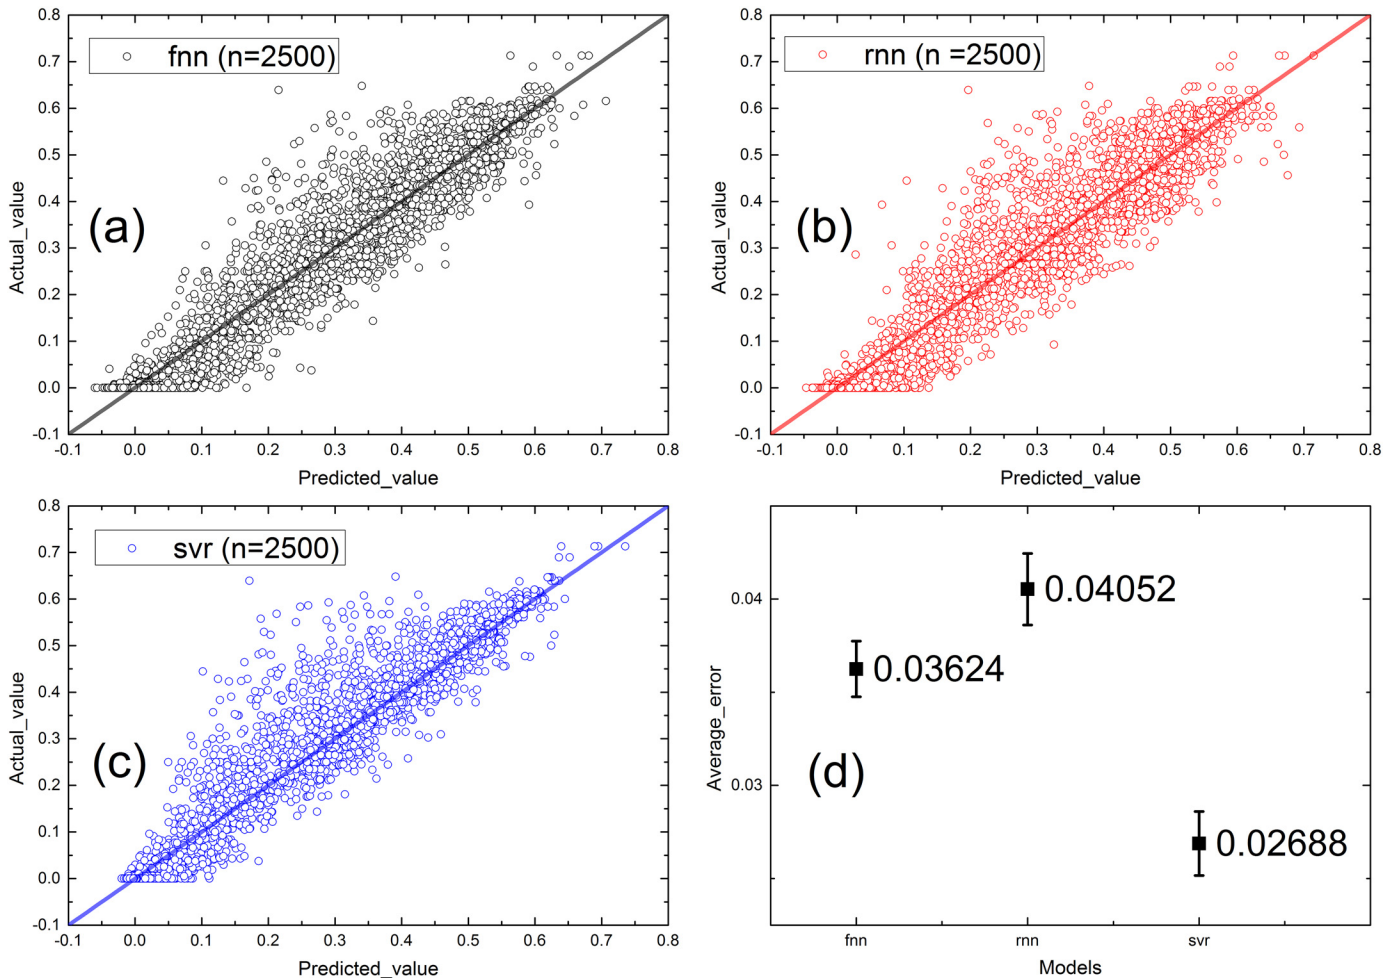 fnn (n=2500)
(a)
Actual_value
0.8
0.7
0.6
0.5
0.4
0.3
0.2
0.1
0.0
-0.1
-0.1 0.0 0.1 0.2 0.3 0.4 0.5 0.6 0.7 0.8
Predicted_value
rnn (n =2500)
(b)
Actual_value
0.8
0.7
0.6
0.5
0.4
0.3
0.2
0.1
0.0
-0.1
-0.1 0.0 0.1 0.2 0.3 0.4 0.5 0.6 0.7 0.8
Predicted_value
svr (n=2500)
(c)
Actual_value
0.8
0.7
0.6
0.5
0.4
0.3
0.2
0.1
0.0
-0.1
-0.1 0.0 0.1 0.2 0.3 0.4 0.5 0.6 0.7 0.8
Predicted_value
0.04052
0.03624
0.02688
(d)
Average_error
0.04
0.03
fnn rnn svr
Models